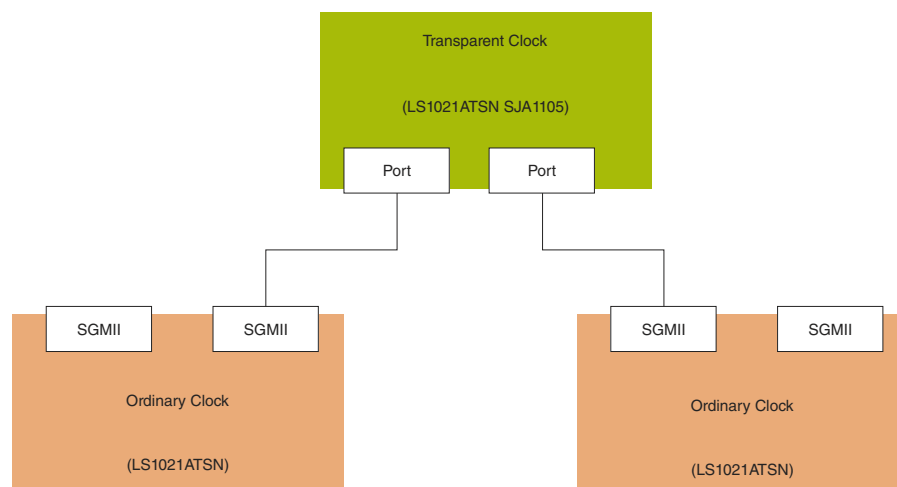 Transparent Clock
(LS1021ATSN SJA1105)
Port
Port
SGMII
SGMII
SGMII
SGMII
Ordinary Clock
Ordinary Clock
(LS1021ATSN)
(LS1021ATSN)